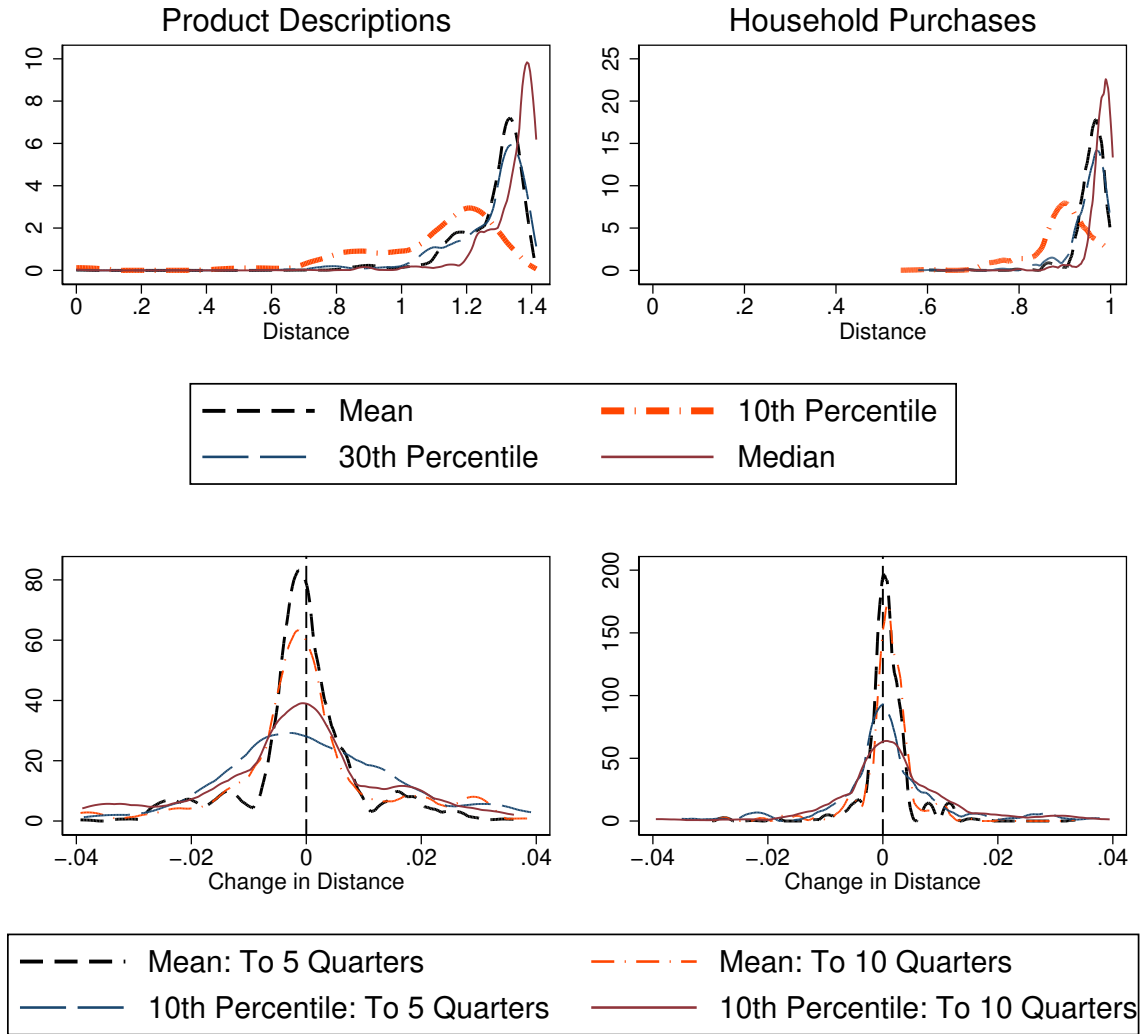 Product Descriptions
Household Purchases
10
8
6
4
2
0
0 .2 .4 .6 .8 1 1.2 1.4
Distance
25
20
15
10
5
0
0 .2 .4 .6 .8 1
Distance
Mean
10th Percentile
30th Percentile
Median
80
60
40
20
0
−.04 −.02 0 .02 .04
Change in Distance
200
150
100
50
0
−.04 −.02 0 .02 .04
Change in Distance
Mean: To 5 Quarters
Mean: To 10 Quarters
10th Percentile: To 5 Quarters
10th Percentile: To 10 Quarters